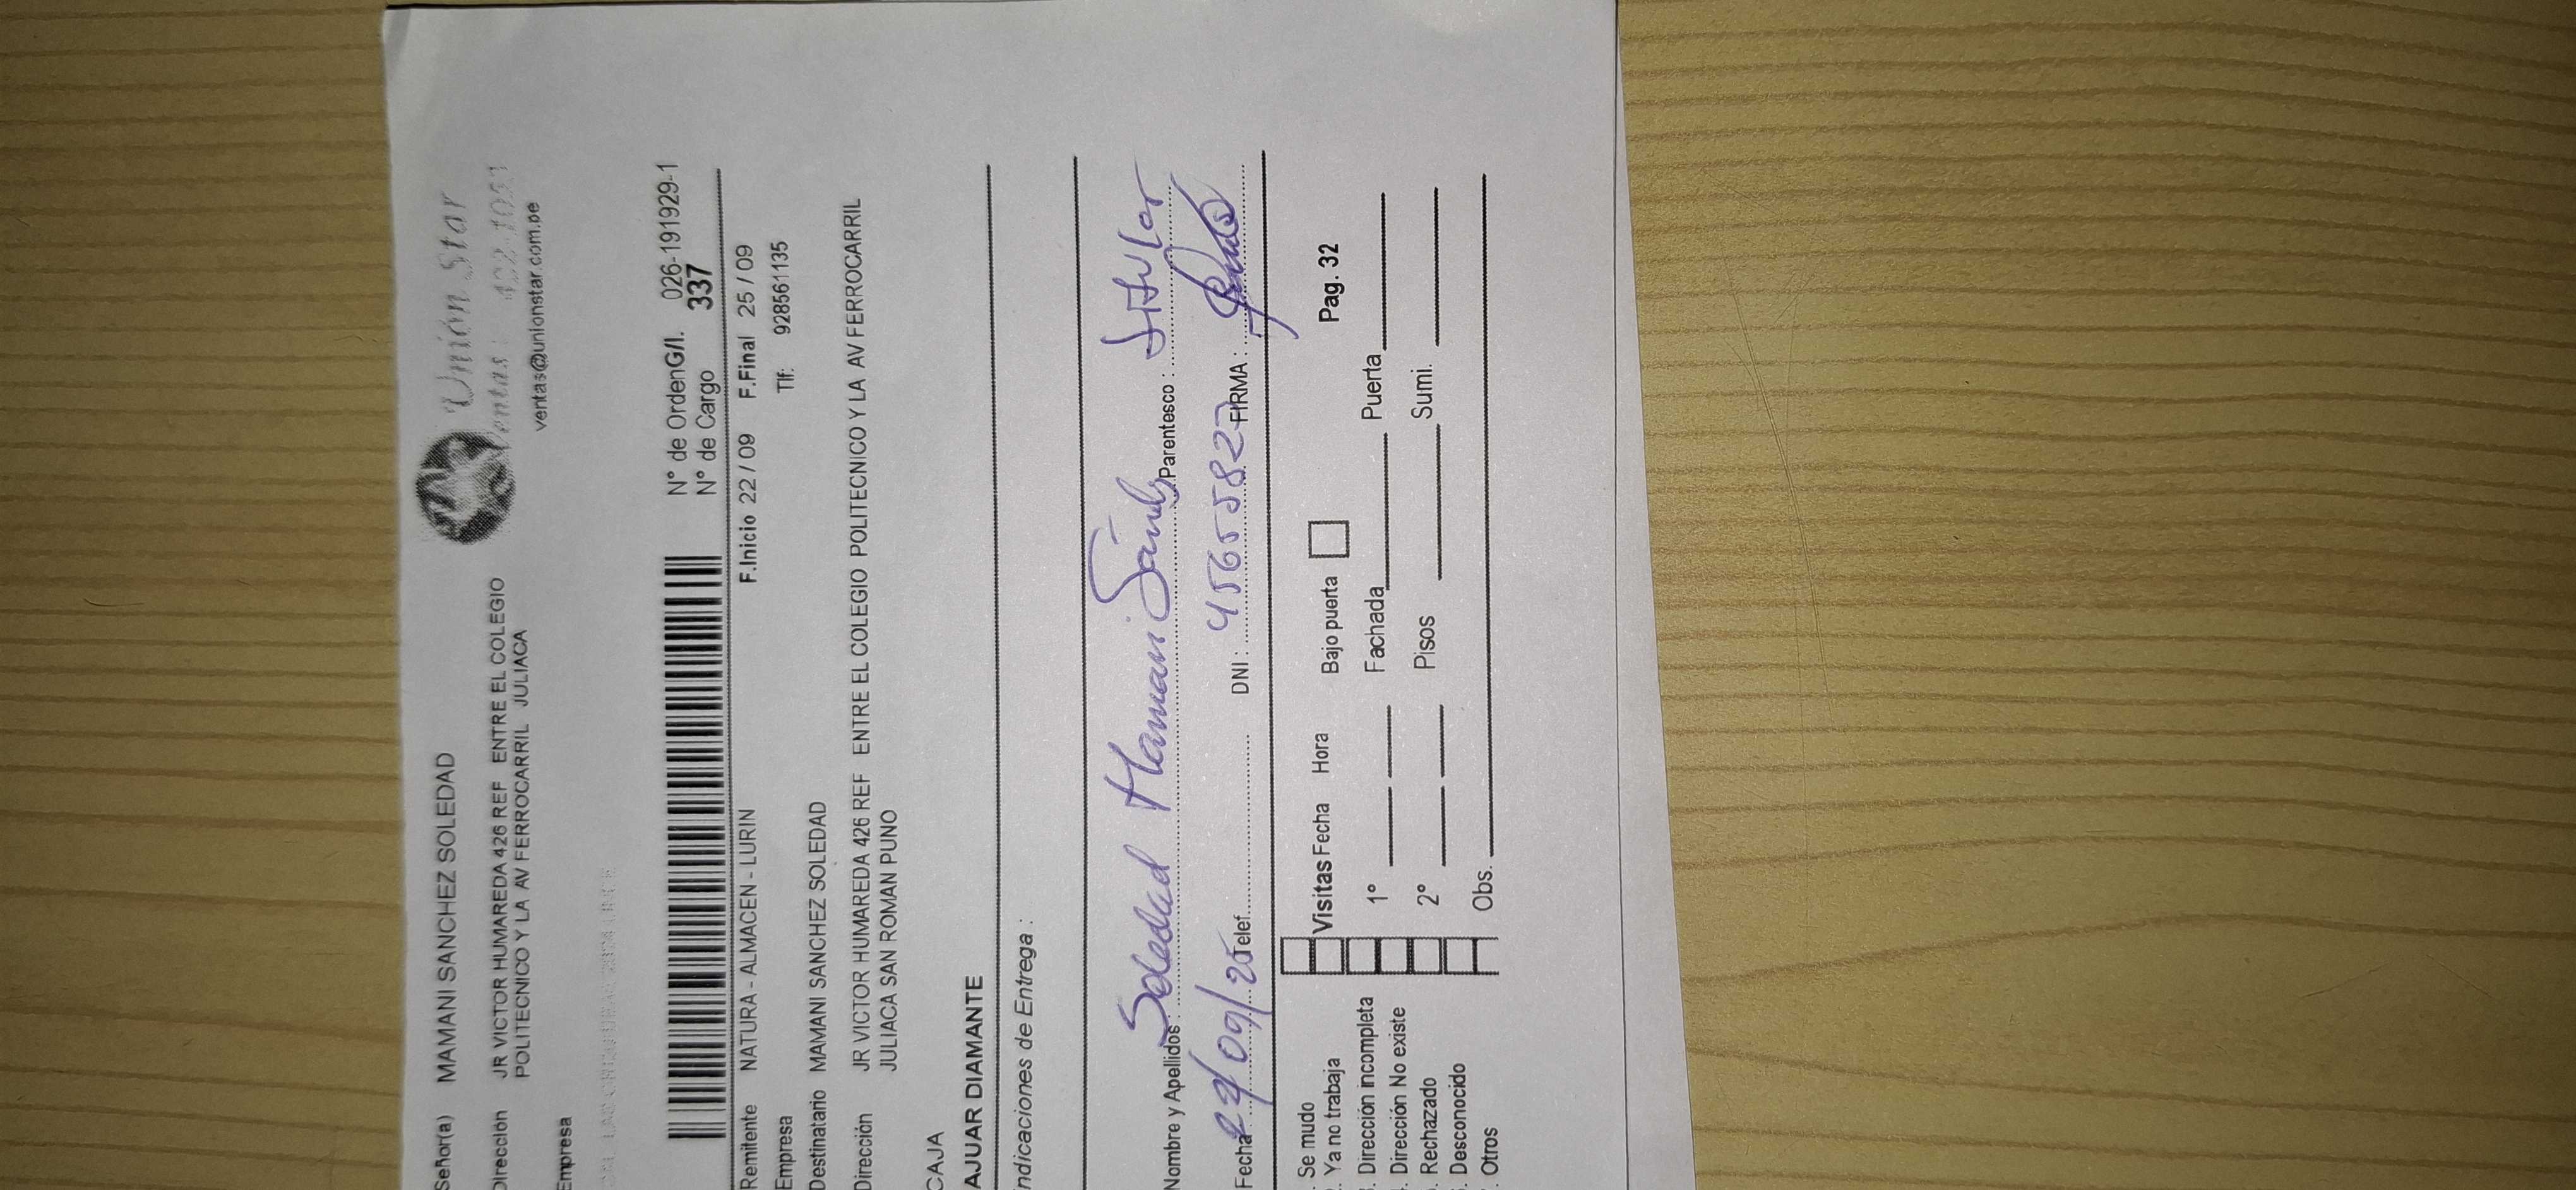 Señor(a) MAMANI SANCHEZ SOLEDAD
Unión Star
Dirección JR VICTOR HUMAREDA 426 REF ENTRE EL COLEGIO
POLITECNICO Y LA AV FERROCARRIL JULIACA
Ventas :
ventas@unionstar.com.pe
Empresa
N° de OrdenG/I. 026-191929-1
N° de Cargo 337
Remitente NATURA - ALMACEN - LURIN F.Inicio 22 / 09 F.Final 25 / 09
Empresa Tlf: 928561135
Destinatario MAMANI SANCHEZ SOLEDAD
Dirección JR VICTOR HUMAREDA 426 REF ENTRE EL COLEGIO POLITECNICO Y LA AV FERROCARRIL
JULIACA SAN ROMAN PUNO
CAJA
AJUAR DIAMANTE
Indicaciones de Entrega :
Nombre y Apellidos : Soledad Mamani Parentesco : titular
Fecha /09/25 Telef. DNI : 45655827 FIRMA :
Se mudo
Ya no trabaja Visitas Fecha Hora Bajo puerta Pag. 32
Dirección incompleta 1° Fachada Puerta
Dirección No existe
Rechazado 2° Pisos Sumi.
Desconocido
Otros Obs.